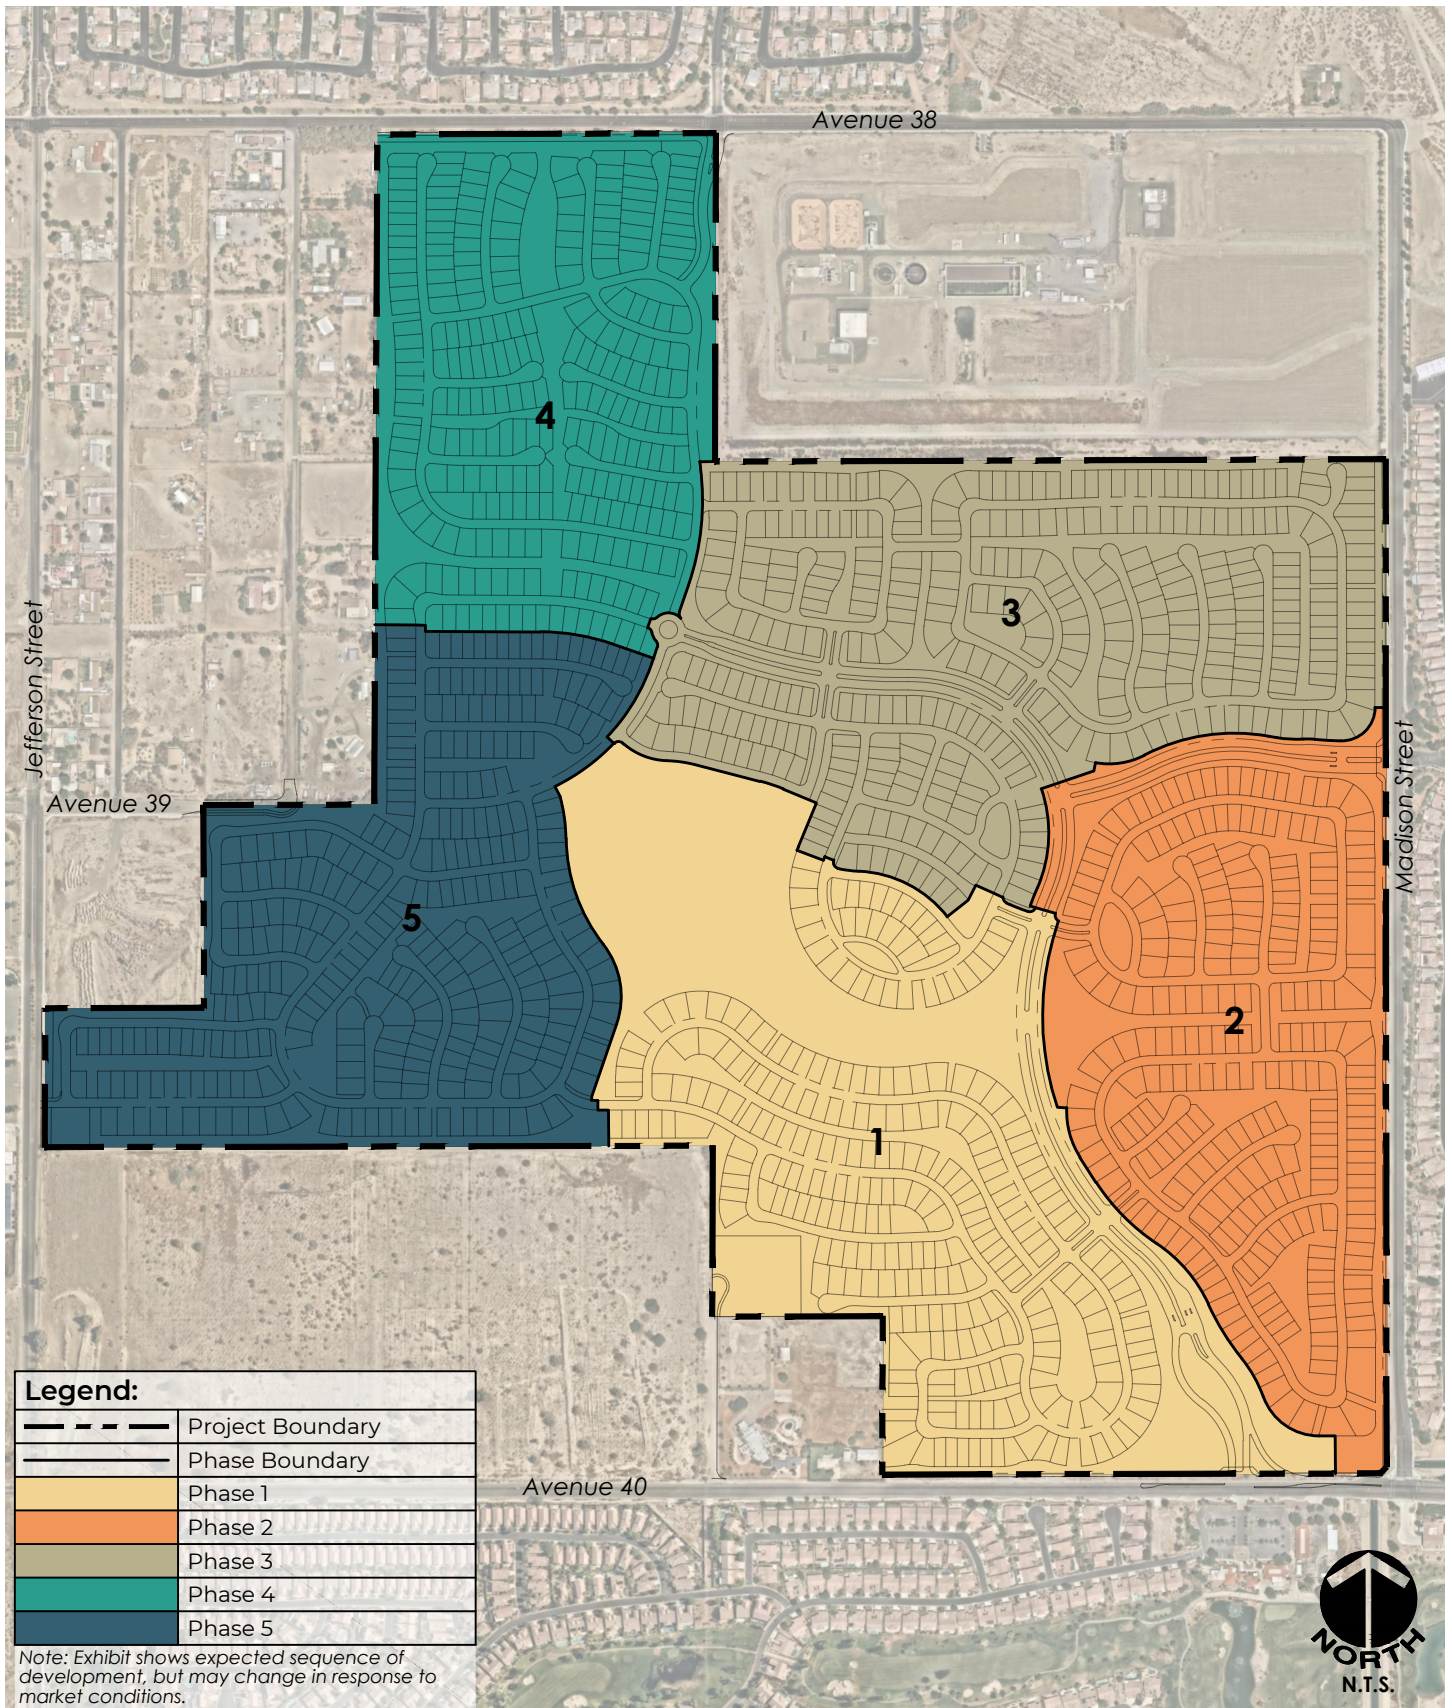 Avenue 38
4
3
Jefferson Street
Madison Street
Avenue 39
5
2
1
Legend:
Project Boundary
Phase Boundary
Phase 1
Phase 2
Phase 3
Phase 4
Phase 5
Avenue 40
Note: Exhibit shows expected sequence of
development, but may change in response to
market conditions.
NORTH
N.T.S.